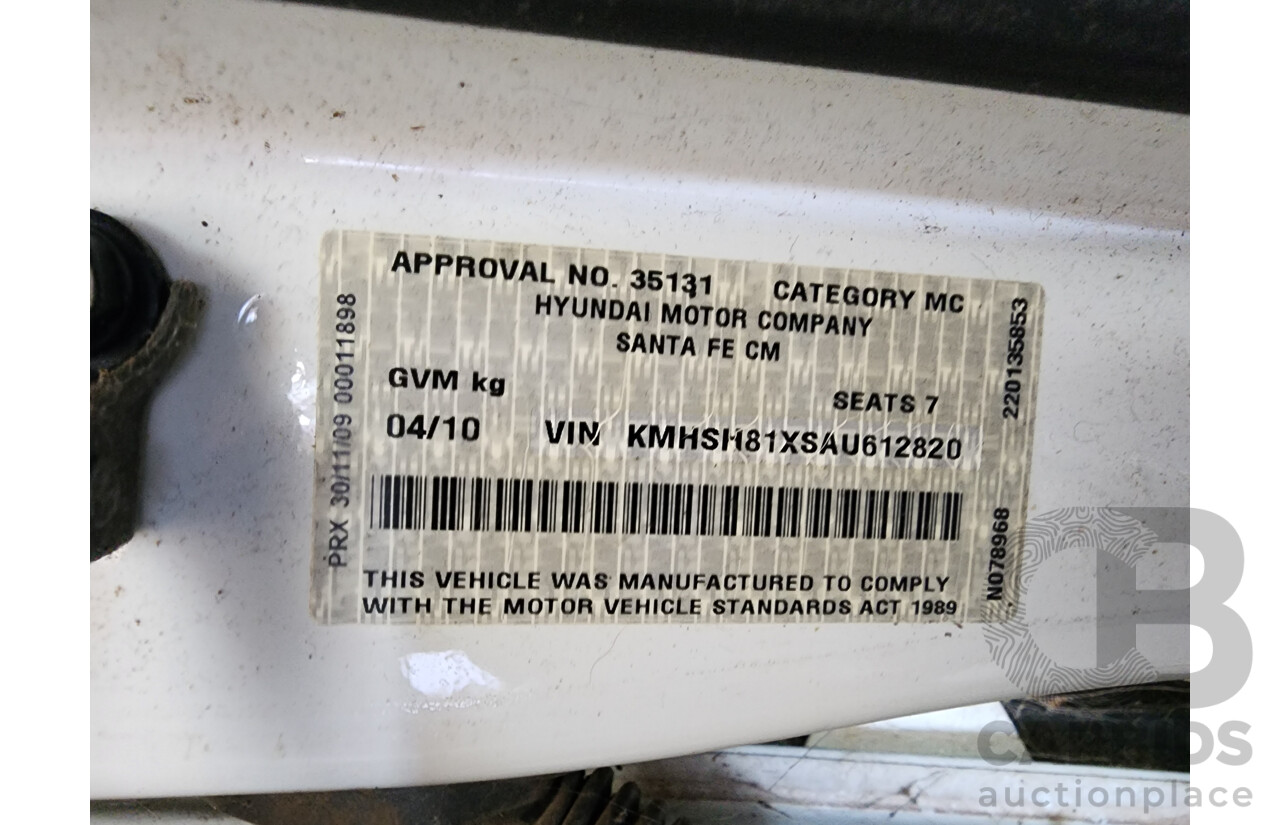 APPROVAL NO. 35131 CATEGORY MC
HYUNDAI MOTOR COMPANY
SANTA FE CM
GVM kg SEATS 7
04/10 VIN KMHSH81XSAU612820
THIS VEHICLE WAS MANUFACTURED TO COMPLY
WITH THE MOTOR VEHICLE STANDARDS ACT 1989
PRX 30/11/09 00011898
220135853
N078968
CB
CARBIDS
auctionplace